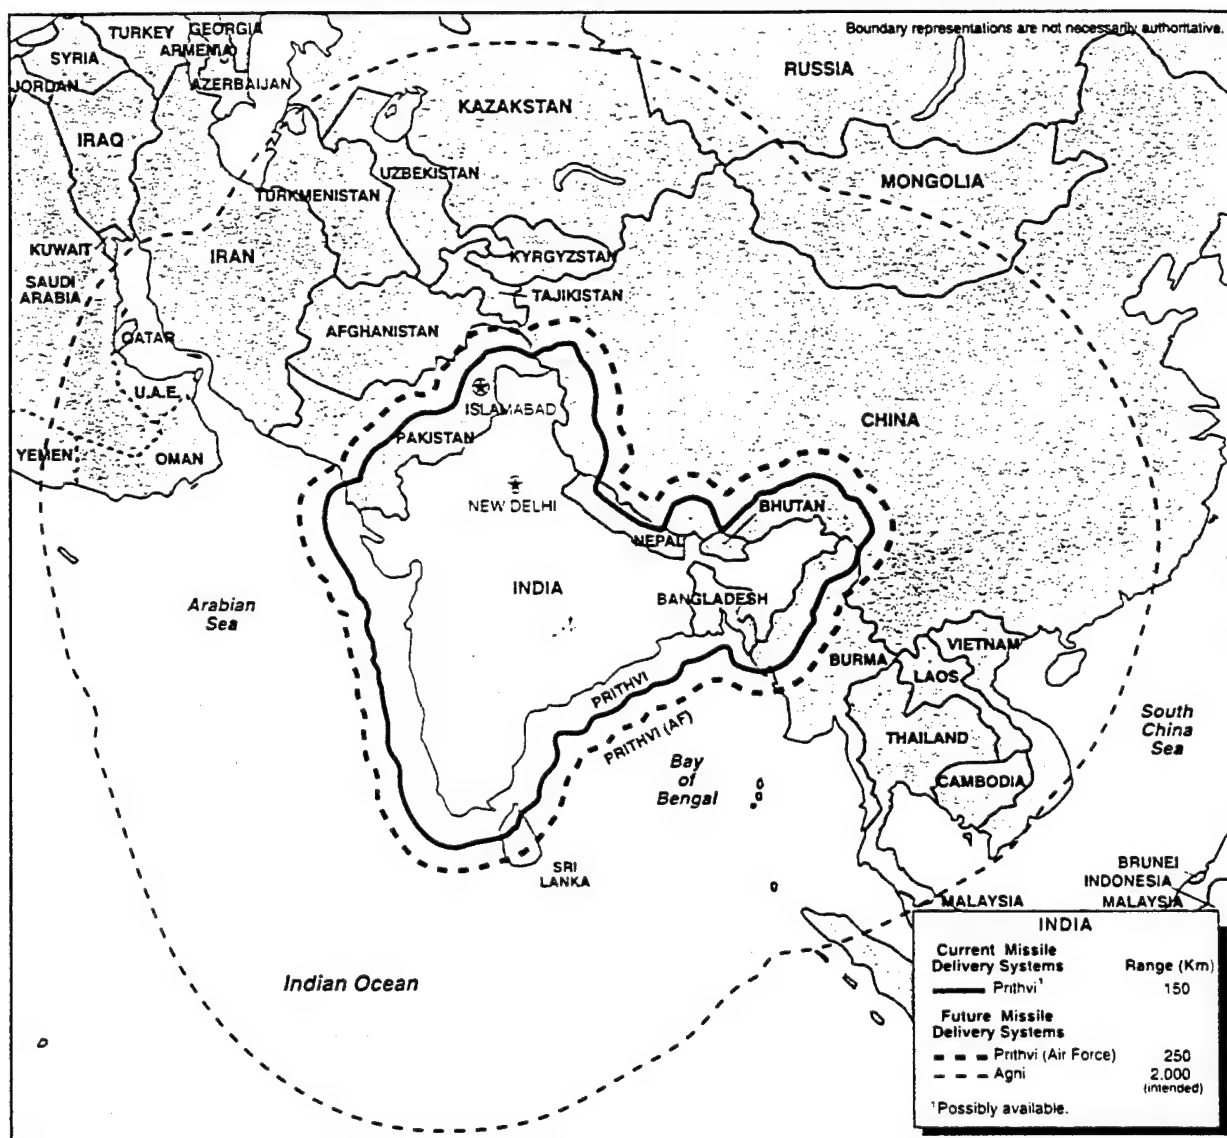 Boundary representations are not necessarily authoritative.
TURKEY
GEORGIA
ARMENIA
SYRIA
AZERBAIJAN
JORDAN
RUSSIA
KAZAKSTAN
IRAQ
UZBEKISTAN
MONGOLIA
TURKMENISTAN
KUWAIT
IRAN
KYRGYZSTAN
SAUDI
ARABIA
TAJIKISTAN
AFGHANISTAN
QATAR
U.A.E.
ISLAMABAD
CHINA
PAKISTAN
YEMEN
OMAN
NEW DELHI
BHUTAN
NEPAL
INDIA
BANGLADESH
Arabian
Sea
VIETNAM
BURMA
LAOS
PRITHVI
PRITHVI (AF)
South
China
Sea
THAILAND
Bay
of
Bengal
CAMBODIA
SRI
LANKA
BRUNEI
INDONESIA
MALAYSIA
MALAYSIA
Indian Ocean
INDIA
Current Missile
Delivery Systems Range (Km)
Prithvi¹ 150
Future Missile
Delivery Systems
Prithvi (Air Force) 250
Agni 2,000
(intended)
¹Possibly available.